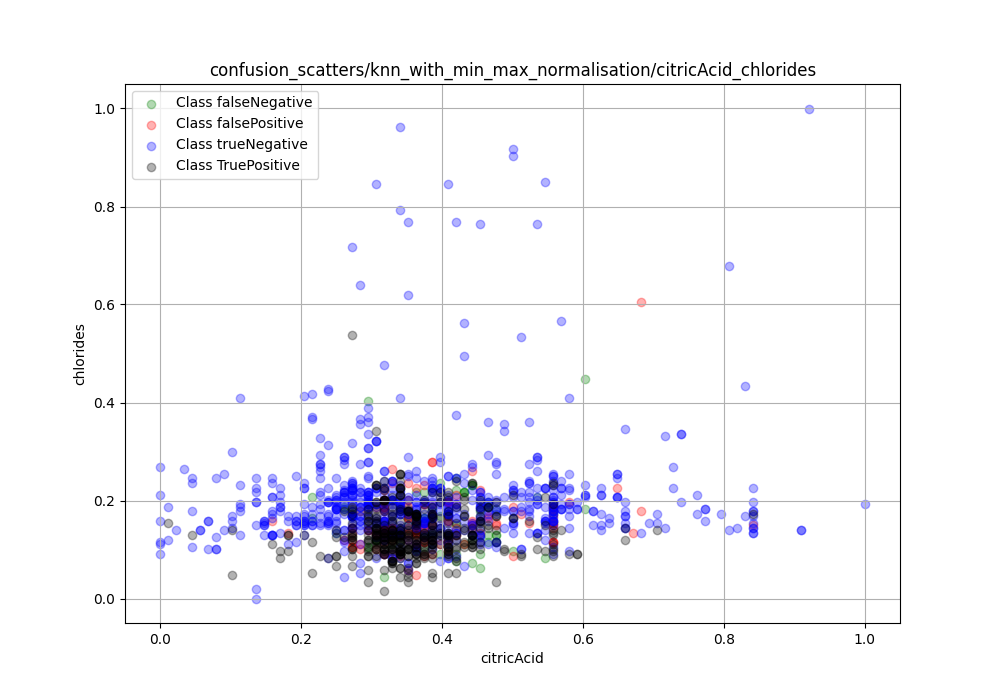 confusion_scatters/knn_with_min_max_normalisation/citricAcid_chlorides
Class falseNegative
Class falsePositive
Class trueNegative
Class TruePositive
1.0
0.8
0.6
0.4
0.2
0.0
chlorides
0.0 0.2 0.4 0.6 0.8 1.0
citricAcid